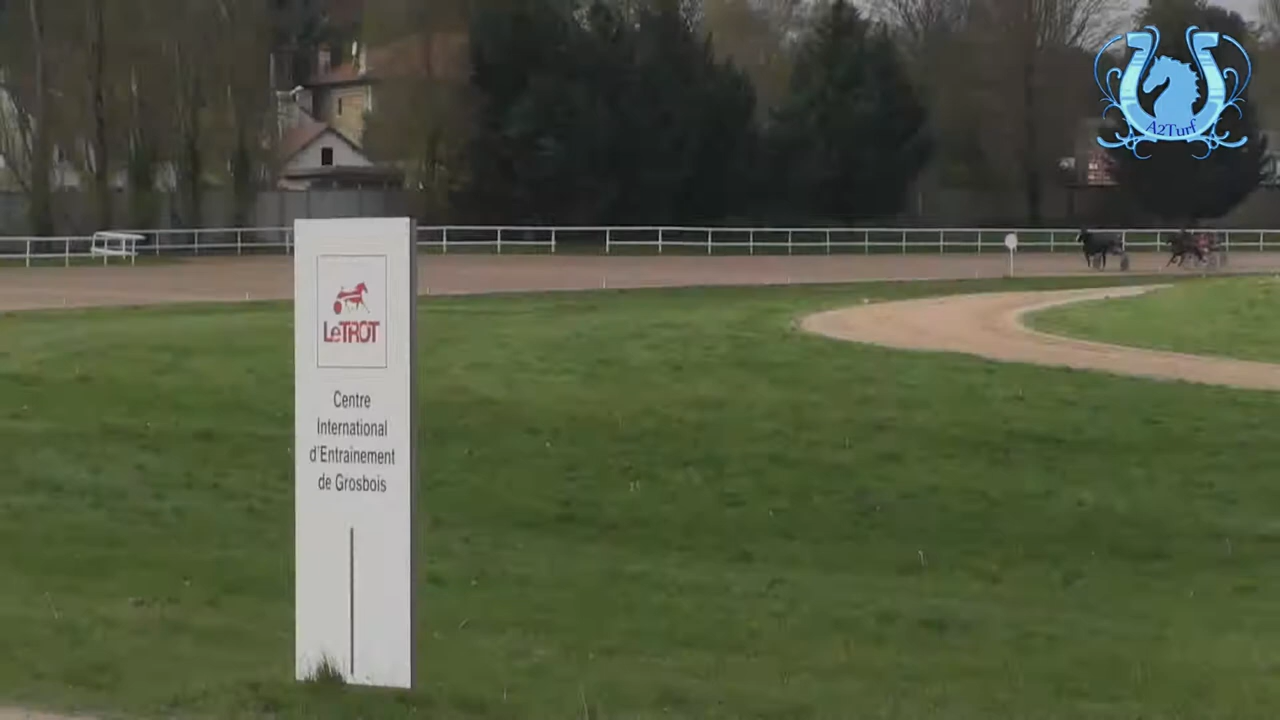 A2Turf
LeTROT
Centre
International
d'Entrainement
de Grosbois